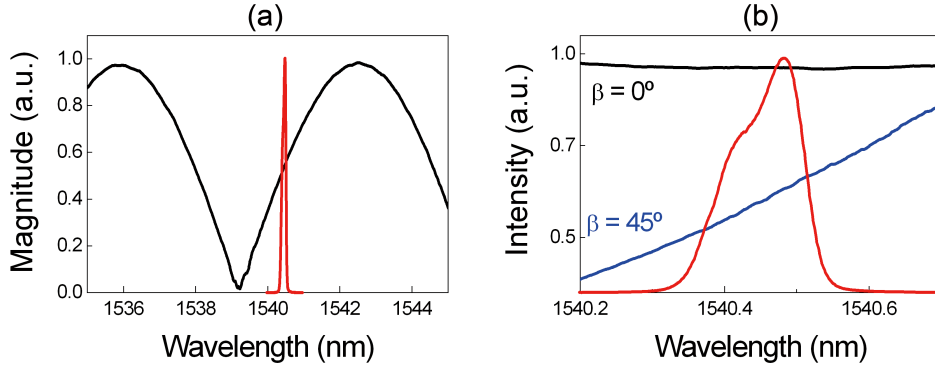 (a)
Magnitude (a.u.)
1.0
0.8
0.6
0.4
0.2
0.0
1536 1538 1540 1542 1544
Wavelength (nm)
(b)
Intensity (a.u.)
1.0
0.7
0.5
β = 0º
β = 45º
1540.2 1540.4 1540.6
Wavelength (nm)